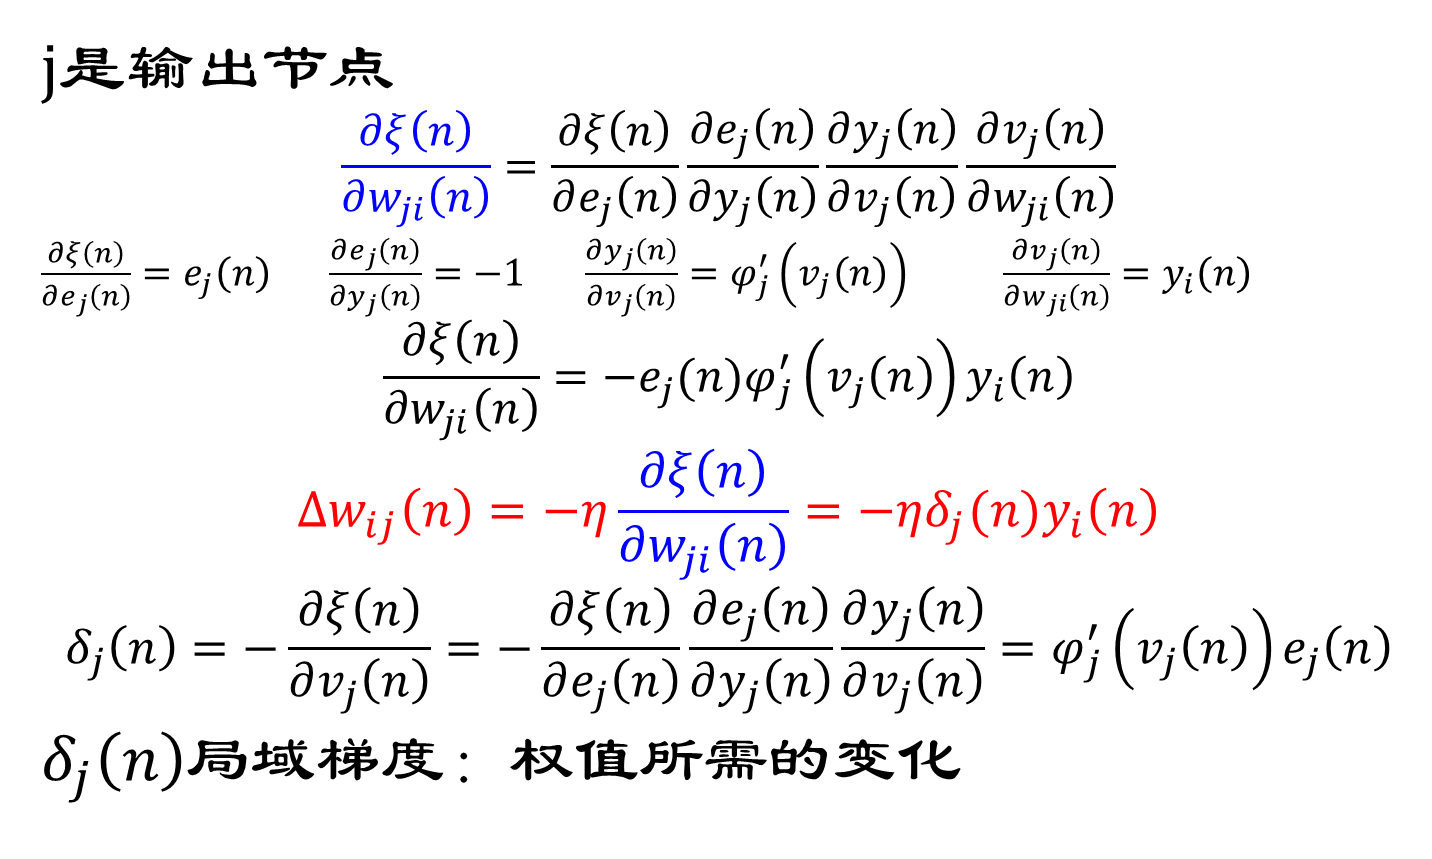 j是输出节点
∂ξ(n)/∂w_ji(n) = ∂ξ(n)/∂e_j(n) ∂e_j(n)/∂y_j(n) ∂y_j(n)/∂v_j(n) ∂v_j(n)/∂w_ji(n)
∂ξ(n)/∂e_j(n) = e_j(n) ∂e_j(n)/∂y_j(n) = −1 ∂y_j(n)/∂v_j(n) = φ′_j(v_j(n)) ∂v_j(n)/∂w_ji(n) = y_i(n)
∂ξ(n)/∂w_ji(n) = −e_j(n)φ′_j(v_j(n))y_i(n)
Δw_ij(n) = −η ∂ξ(n)/∂w_ji(n) = −ηδ_j(n)y_i(n)
δ_j(n) = − ∂ξ(n)/∂v_j(n) = − ∂ξ(n)/∂e_j(n) ∂e_j(n)/∂y_j(n) ∂y_j(n)/∂v_j(n) = φ′_j(v_j(n))e_j(n)
δ_j(n)局域梯度：权值所需的变化